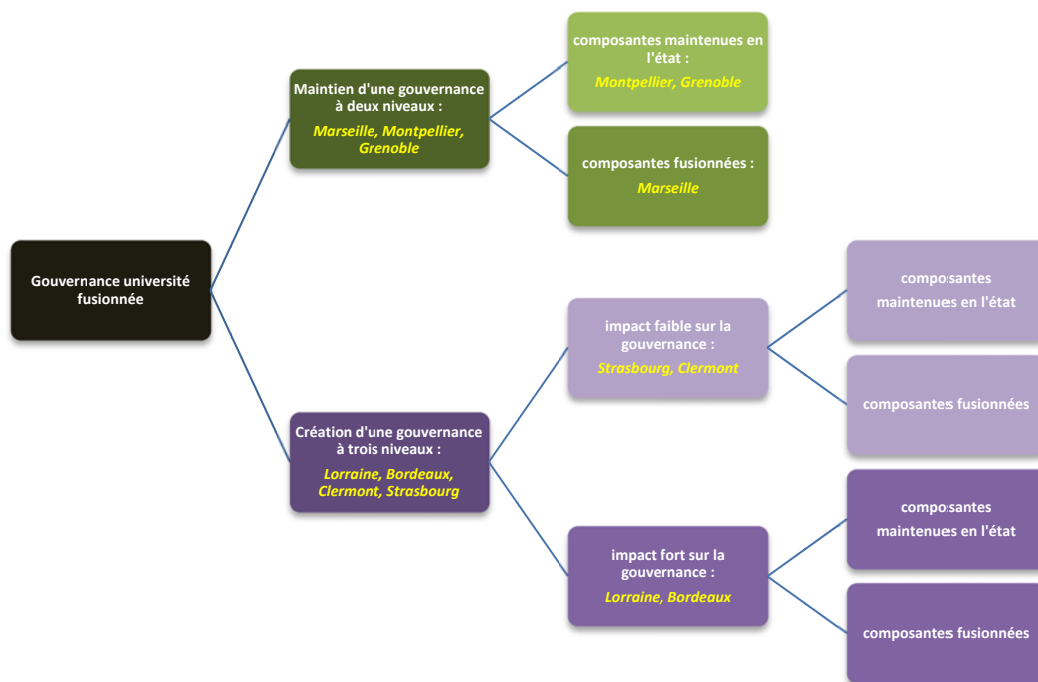 Gouvernance université
fusionnée
Maintien d'une gouvernance
à deux niveaux :
Marseille, Montpellier,
Grenoble
composantes maintenues en
l'état :
Montpellier, Grenoble
composantes fusionnées :
Marseille
Création d'une gouvernance
à trois niveaux :
Lorraine, Bordeaux,
Clermont, Strasbourg
impact faible sur la
gouvernance :
Strasbourg, Clermont
composantes
maintenues en l'état
composantes fusionnées
impact fort sur la
gouvernance :
Lorraine, Bordeaux
composantes
maintenues en l'état
composantes fusionnées